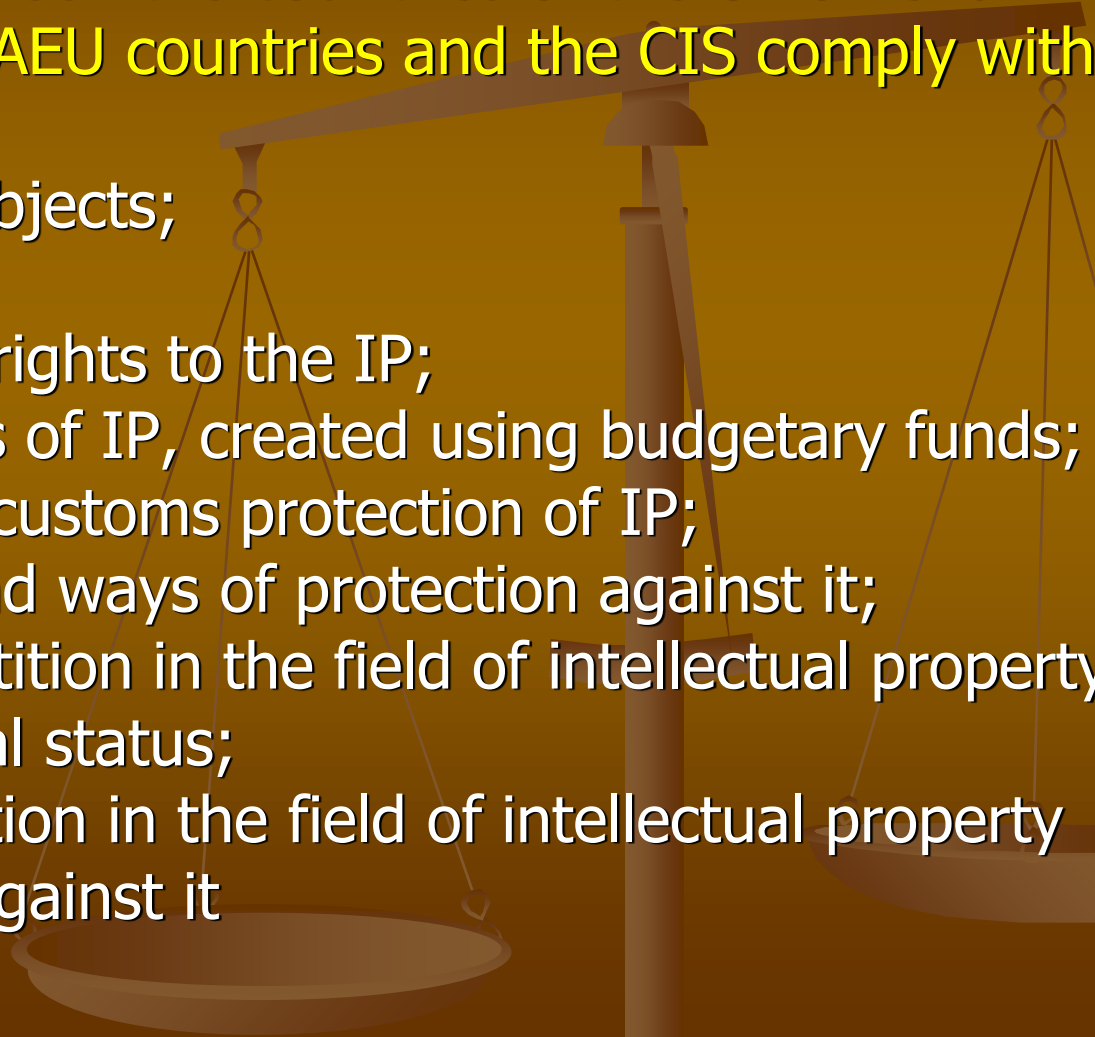 AEU countries and the CIS comply with
bjects;
rights to the IP;
s of IP, created using budgetary funds;
customs protection of IP;
d ways of protection against it;
tition in the field of intellectual property
al status;
tion in the field of intellectual property
gainst it